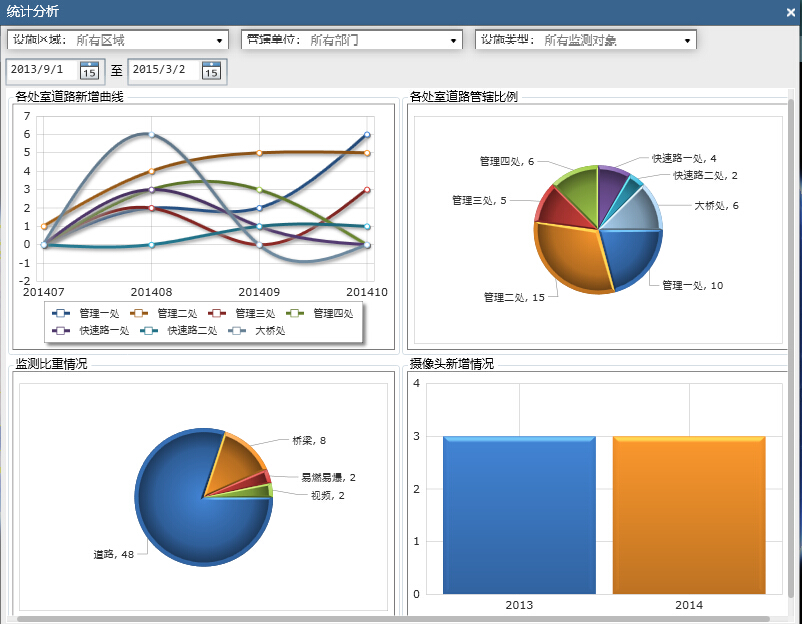 统计分析
设施区域： 所有区域 管理单位： 所有部门 设施类型： 所有监测对象
2013/9/1 15 至 2015/3/2 15
各处室道路新增曲线
7
6
5
4
3
2
1
0
-1
-2
201407 201408 201409 201410
管理一处 管理二处 管理三处 管理四处
快速路一处 快速路二处 大桥处
各处室道路管辖比例
管理四处, 6
快速路一处, 4
快速路二处, 2
管理三处, 5
大桥处, 6
管理一处, 10
管理二处, 15
监测比重情况
桥梁, 8
易燃易爆, 2
视频, 2
道路, 48
摄像头新增情况
4
3
2
1
0
2013 2014